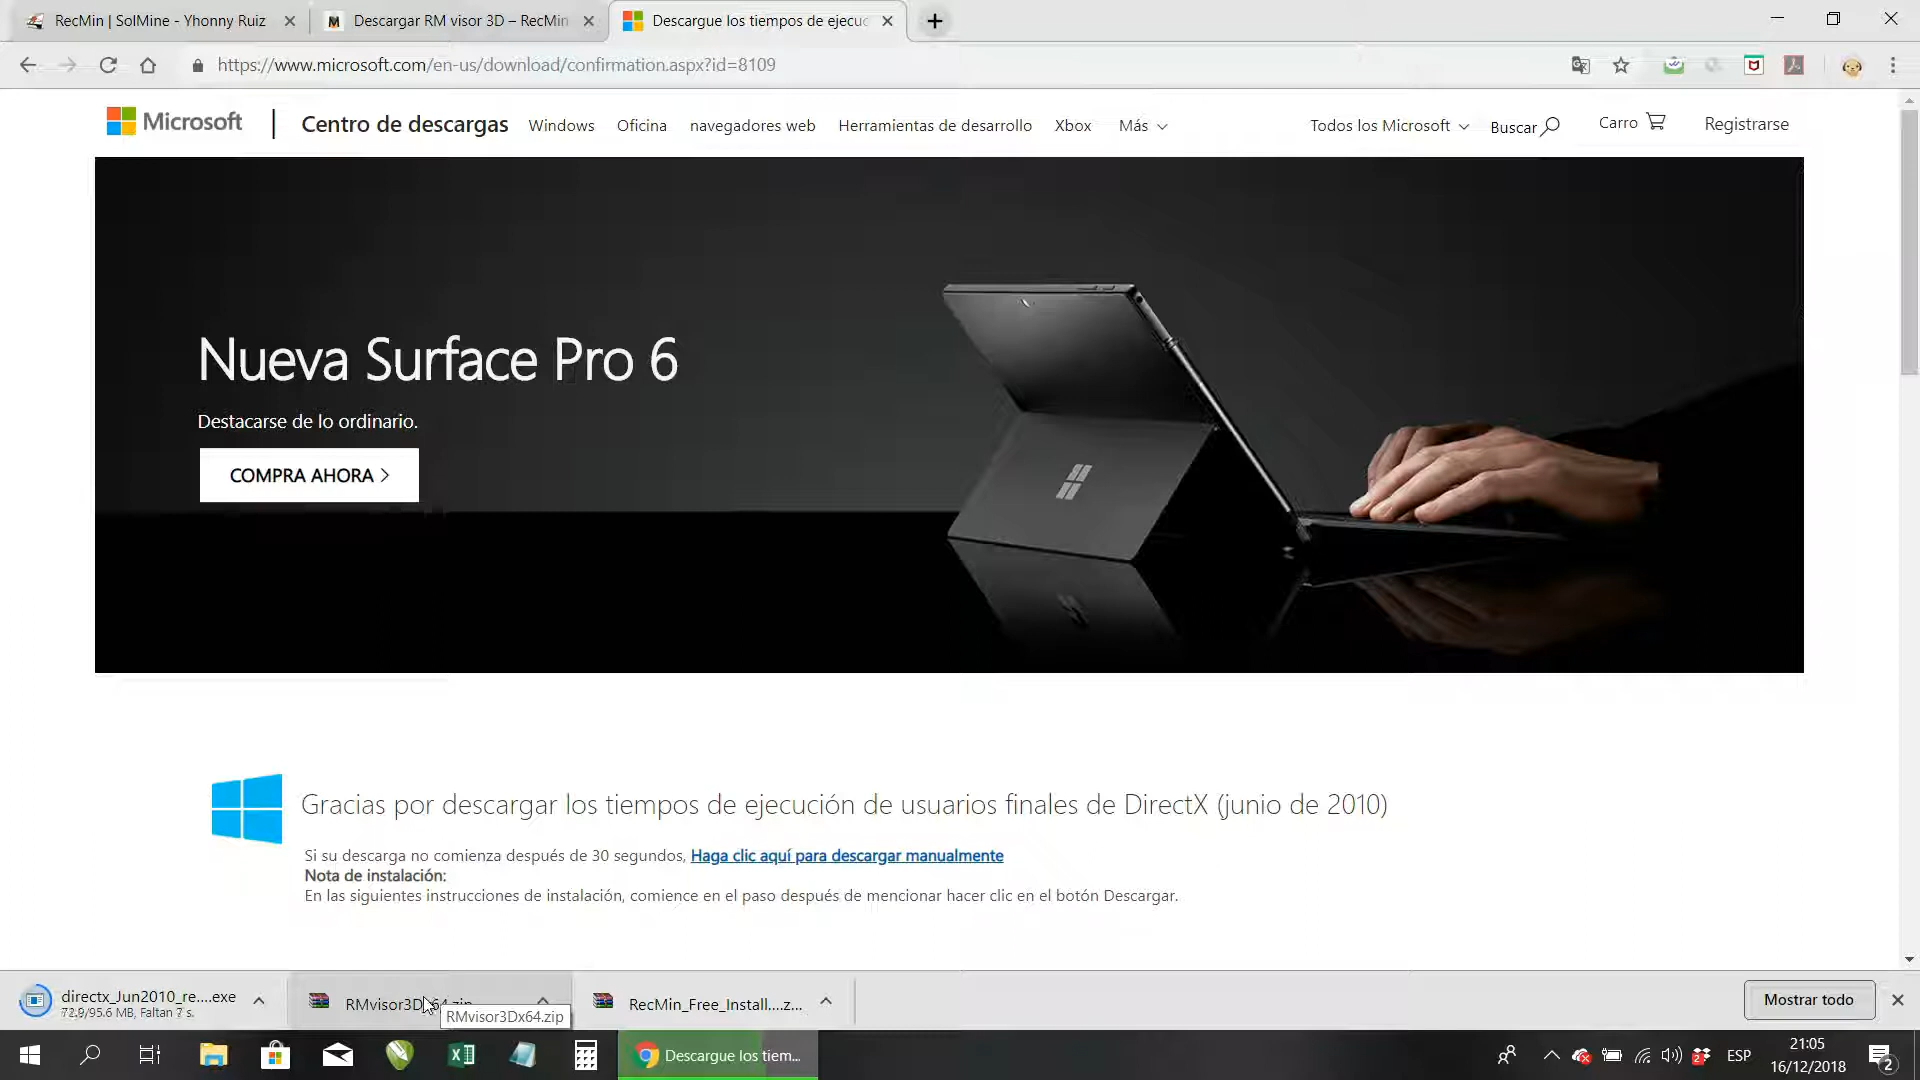 RecMin | SolMine - Yhonny Ruiz
Descargar RM visor 3D – RecMin
Descargue los tiempos de ejecuc
https://www.microsoft.com/en-us/download/confirmation.aspx?id=8109
Microsoft
Centro de descargas
Windows
Oficina
navegadores web
Herramientas de desarrollo
Xbox
Más
Todos los Microsoft
Buscar
Carro
Registrarse
Nueva Surface Pro 6
Destacarse de lo ordinario.
COMPRA AHORA
Gracias por descargar los tiempos de ejecución de usuarios finales de DirectX (junio de 2010)
Si su descarga no comienza después de 30 segundos, Haga clic aquí para descargar manualmente
Nota de instalación:
En las siguientes instrucciones de instalación, comience en el paso después de mencionar hacer clic en el botón Descargar.
directx_Jun2010_re....exe
72.9/95.6 MB, Faltan 7 s.
RMvisor3Dx64.zip
RMvisor3Dx64.zip
RecMin_Free_Install....z...
Mostrar todo
Descargue los tiem...
ESP
21:05
16/12/2018
2
2